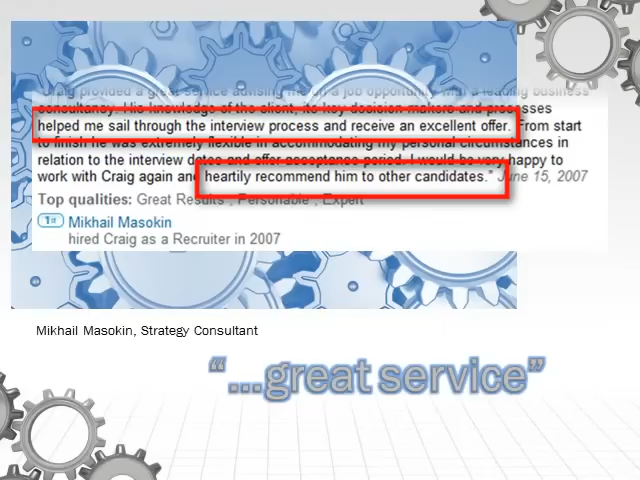 "Craig provided a great service advising me on a job opportunity with a leading business
consultancy. His knowledge of the client, its key decision makers and processes
helped me sail through the interview process and receive an excellent offer. From start
to finish he was extremely flexible in accommodating my personal circumstances in
relation to the interview dates and offer acceptance period. I would be very happy to
work with Craig again and heartily recommend him to other candidates." June 15, 2007
Top qualities: Great Results , Personable , Expert
1st Mikhail Masokin
hired Craig as a Recruiter in 2007
Mikhail Masokin, Strategy Consultant
"...great service"